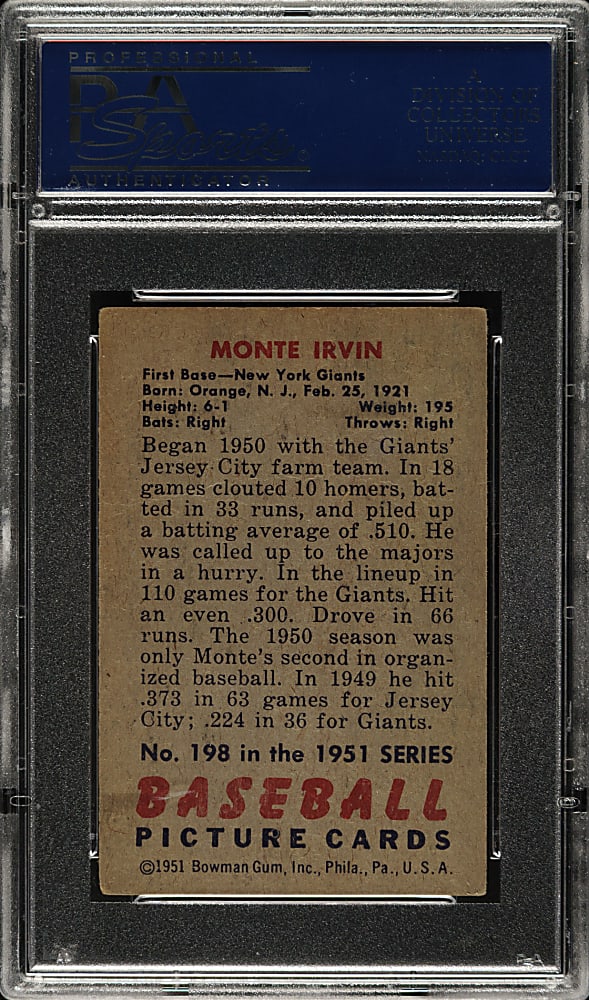 PROFESSIONAL
PSA
Sports
AUTHENTICATOR
A
DIVISION OF
COLLECTORS
UNIVERSE
MONTE IRVIN
First Base—New York Giants
Born: Orange, N. J., Feb. 25, 1921
Height: 6-1 Weight: 195
Bats: Right Throws: Right
Began 1950 with the Giants'
Jersey City farm team. In 18
games clouted 10 homers, bat-
ted in 33 runs, and piled up
a batting average of .510. He
was called up to the majors
in a hurry. In the lineup in
110 games for the Giants. Hit
an even .300. Drove in 66
runs. The 1950 season was
only Monte's second in organ-
ized baseball. In 1949 he hit
.373 in 63 games for Jersey
City; .224 in 36 for Giants.
No. 198 in the 1951 SERIES
BASEBALL
PICTURE CARDS
©1951 Bowman Gum, Inc., Phila., Pa., U.S.A.